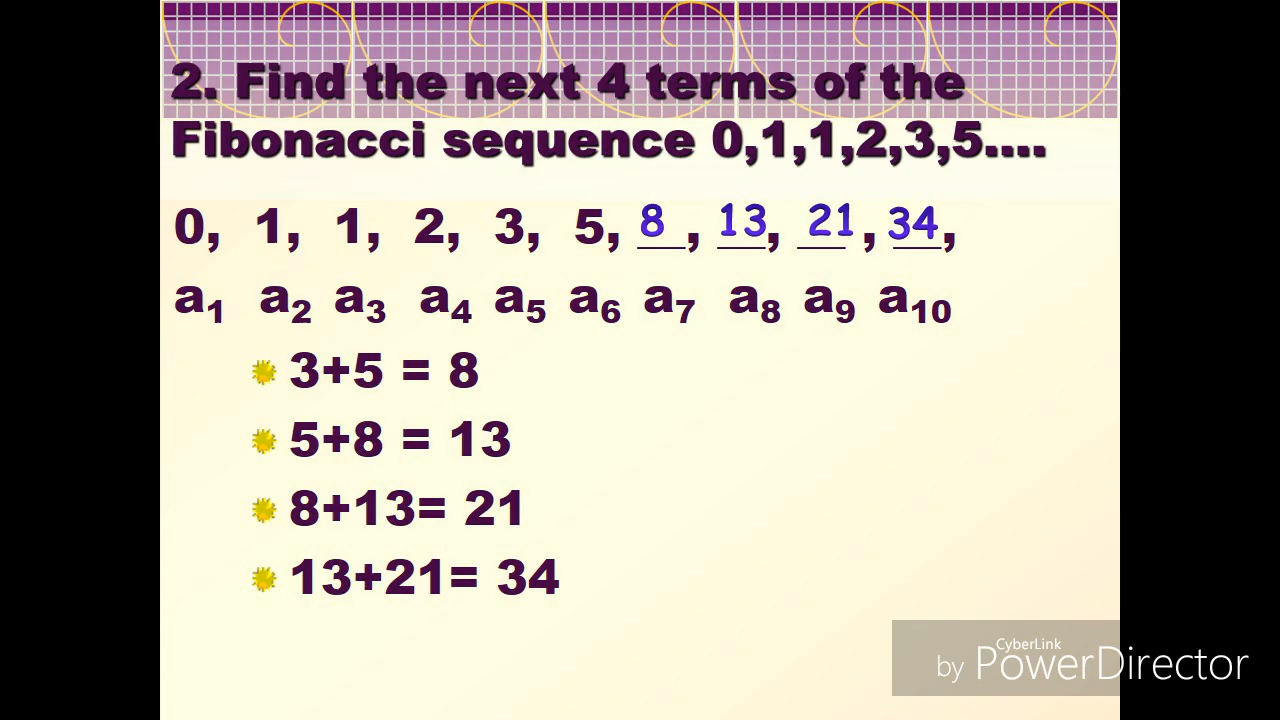 2. Find the next 4 terms of the
Fibonacci sequence 0,1,1,2,3,5....
0, 1, 1, 2, 3, 5, 8, 13, 21, 34,
a₁ a₂ a₃ a₄ a₅ a₆ a₇ a₈ a₉ a₁₀
3+5 = 8
5+8 = 13
8+13= 21
13+21= 34
CyberLink
by PowerDirector